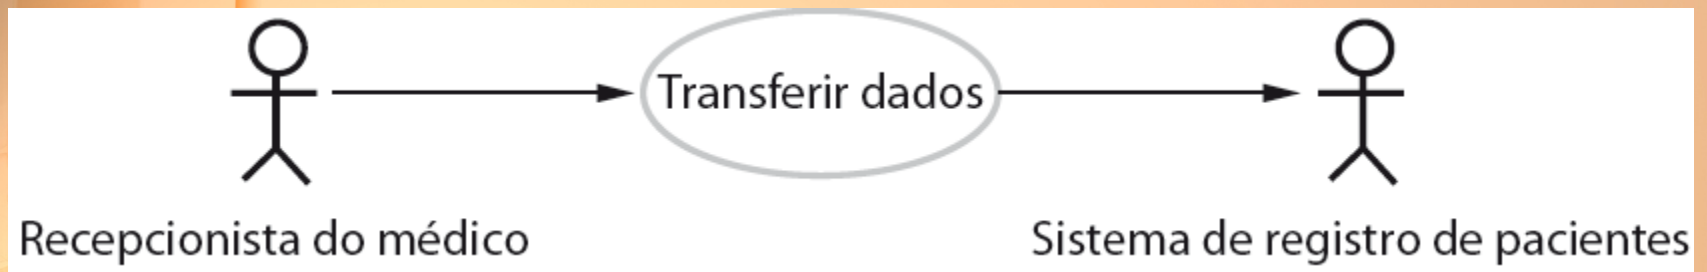 Transferir dados
Recepcionista do médico
Sistema de registro de pacientes